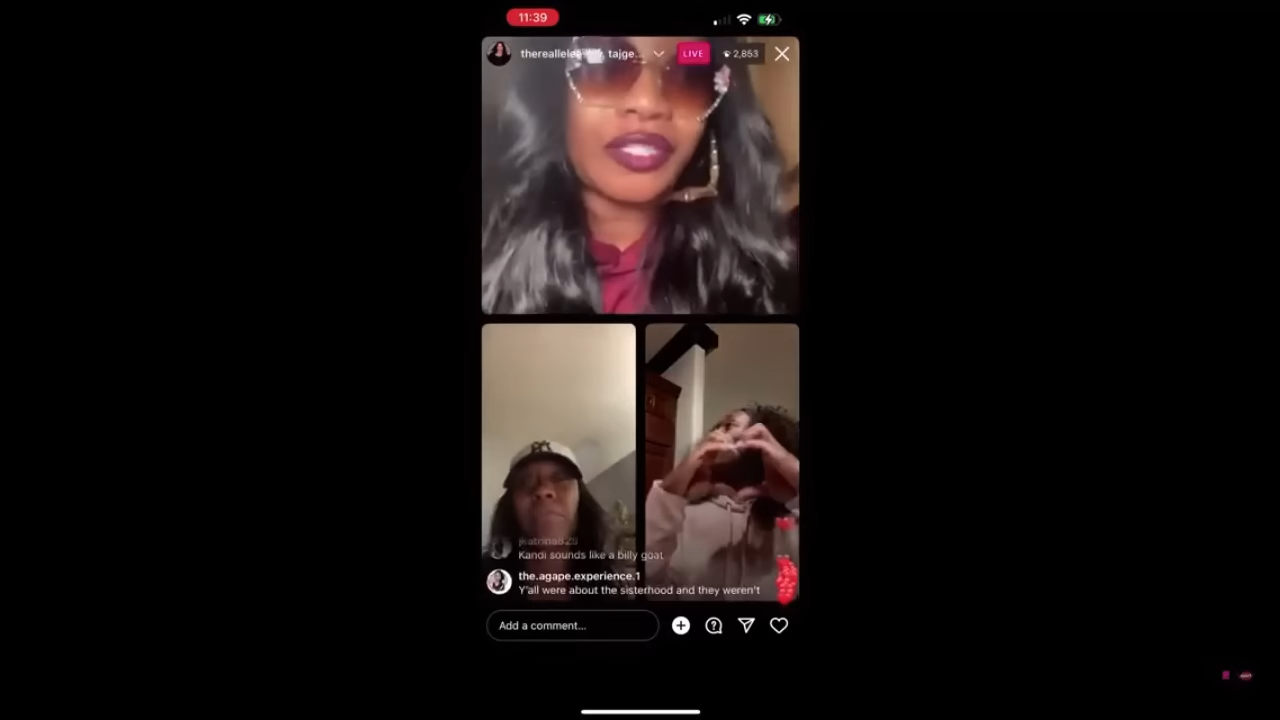 11:39
tajge...
LIVE
2,853
Kandi sounds like a billy goat
the.agape.experience.1
Y'all were about the sisterhood and they weren't
Add a comment...